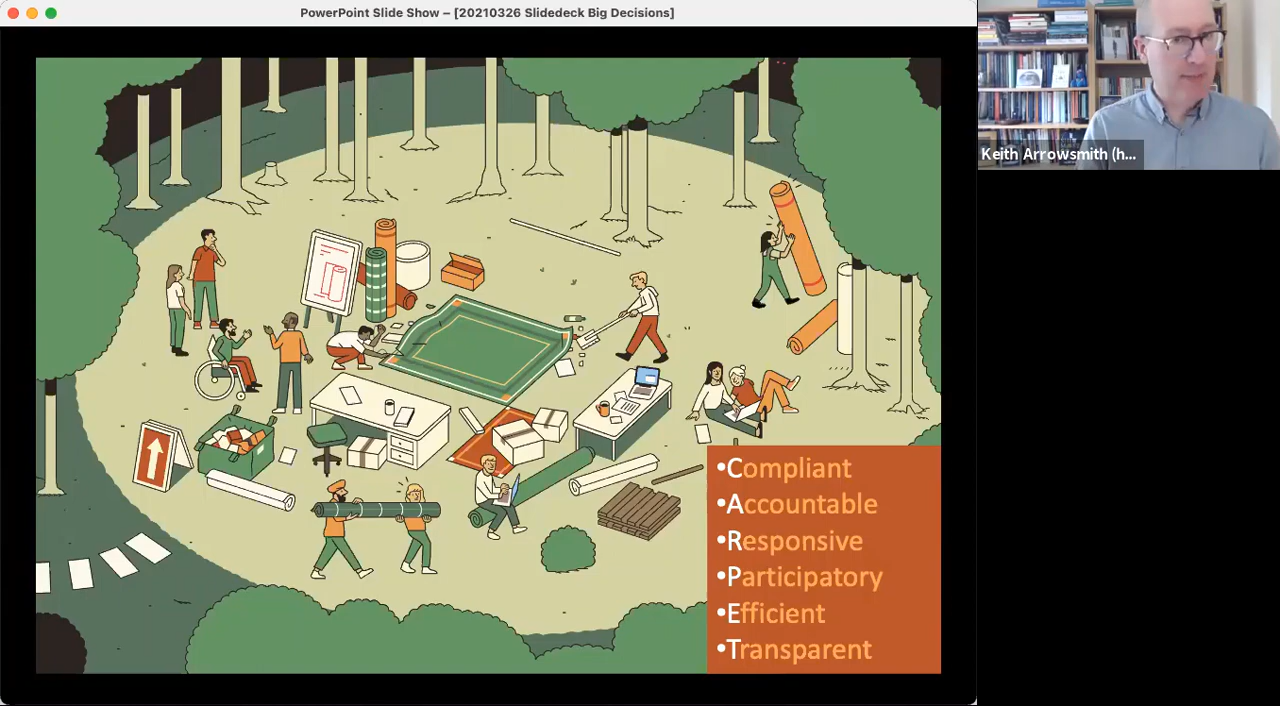 PowerPoint Slide Show – [20210326 Slidedeck Big Decisions]
Keith Arrowsmith (h...
•Compliant
•Accountable
•Responsive
•Participatory
•Efficient
•Transparent